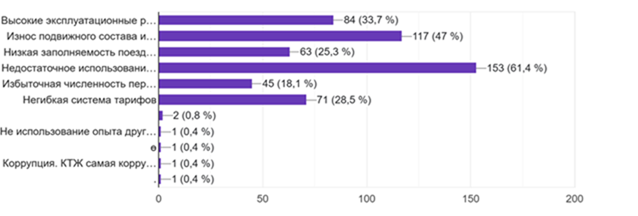 Высокие эксплуатационные р… 84 (33,7 %)
Износ подвижного состава и… 117 (47 %)
Низкая заполняемость поезд… 63 (25,3 %)
Недостаточное использовани… 153 (61,4 %)
Избыточная численность пер… 45 (18,1 %)
Негибкая система тарифов 71 (28,5 %)
2 (0,8 %)
Не использование опыта друг… 1 (0,4 %)
ө 1 (0,4 %)
Коррупция. КТЖ самая корру… 1 (0,4 %)
. 1 (0,4 %)
0 50 100 150 200